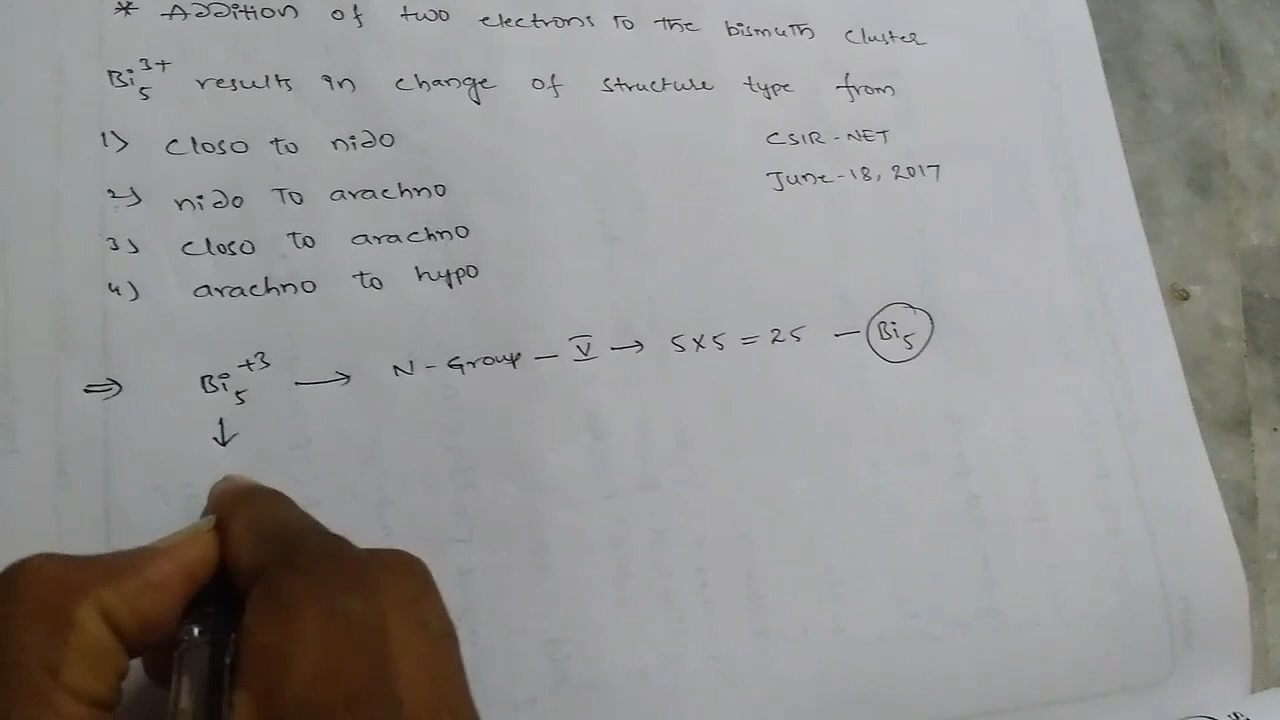 * Addition of two electrons to the bismuth cluster
Bi₅³⁺ results in change of structure type from
1) closo to nido
CSIR-NET
2) nido to arachno
June-18, 2017
3) closo to arachno
4) arachno to hypo
⇒ Bi₅⁺³ → N-Group - V → 5×5 = 25 - Bi₅
↓